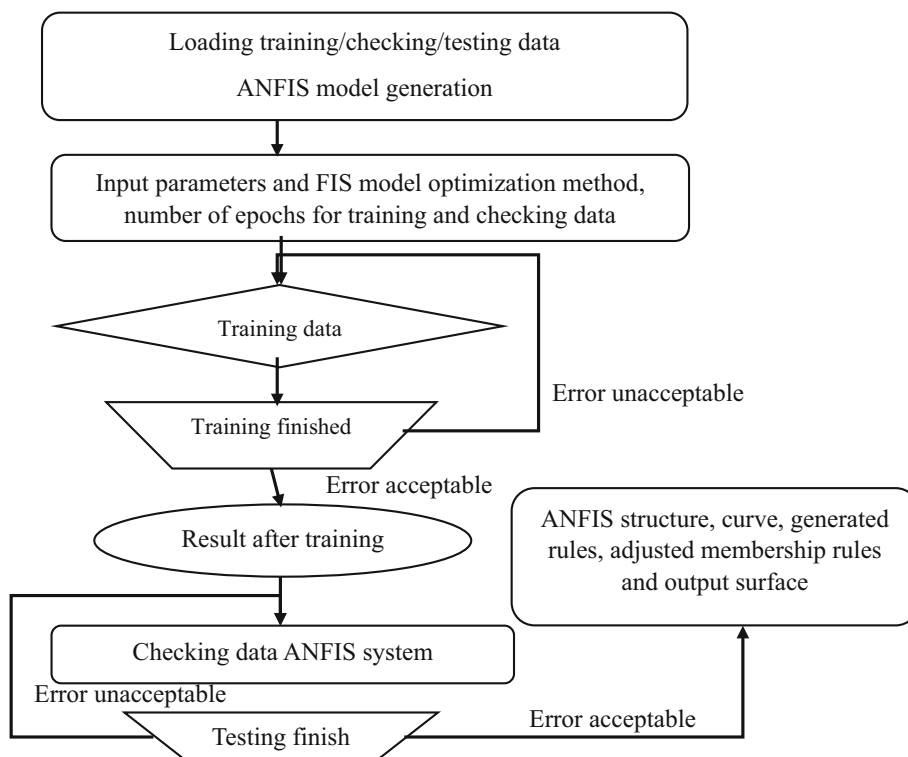 Loading training/checking/testing data
ANFIS model generation
Input parameters and FIS model optimization method,
number of epochs for training and checking data
Training data
Error unacceptable
Training finished
Error acceptable
Result after training
ANFIS structure, curve, generated
rules, adjusted membership rules
and output surface
Checking data ANFIS system
Error unacceptable
Error acceptable
Testing finish